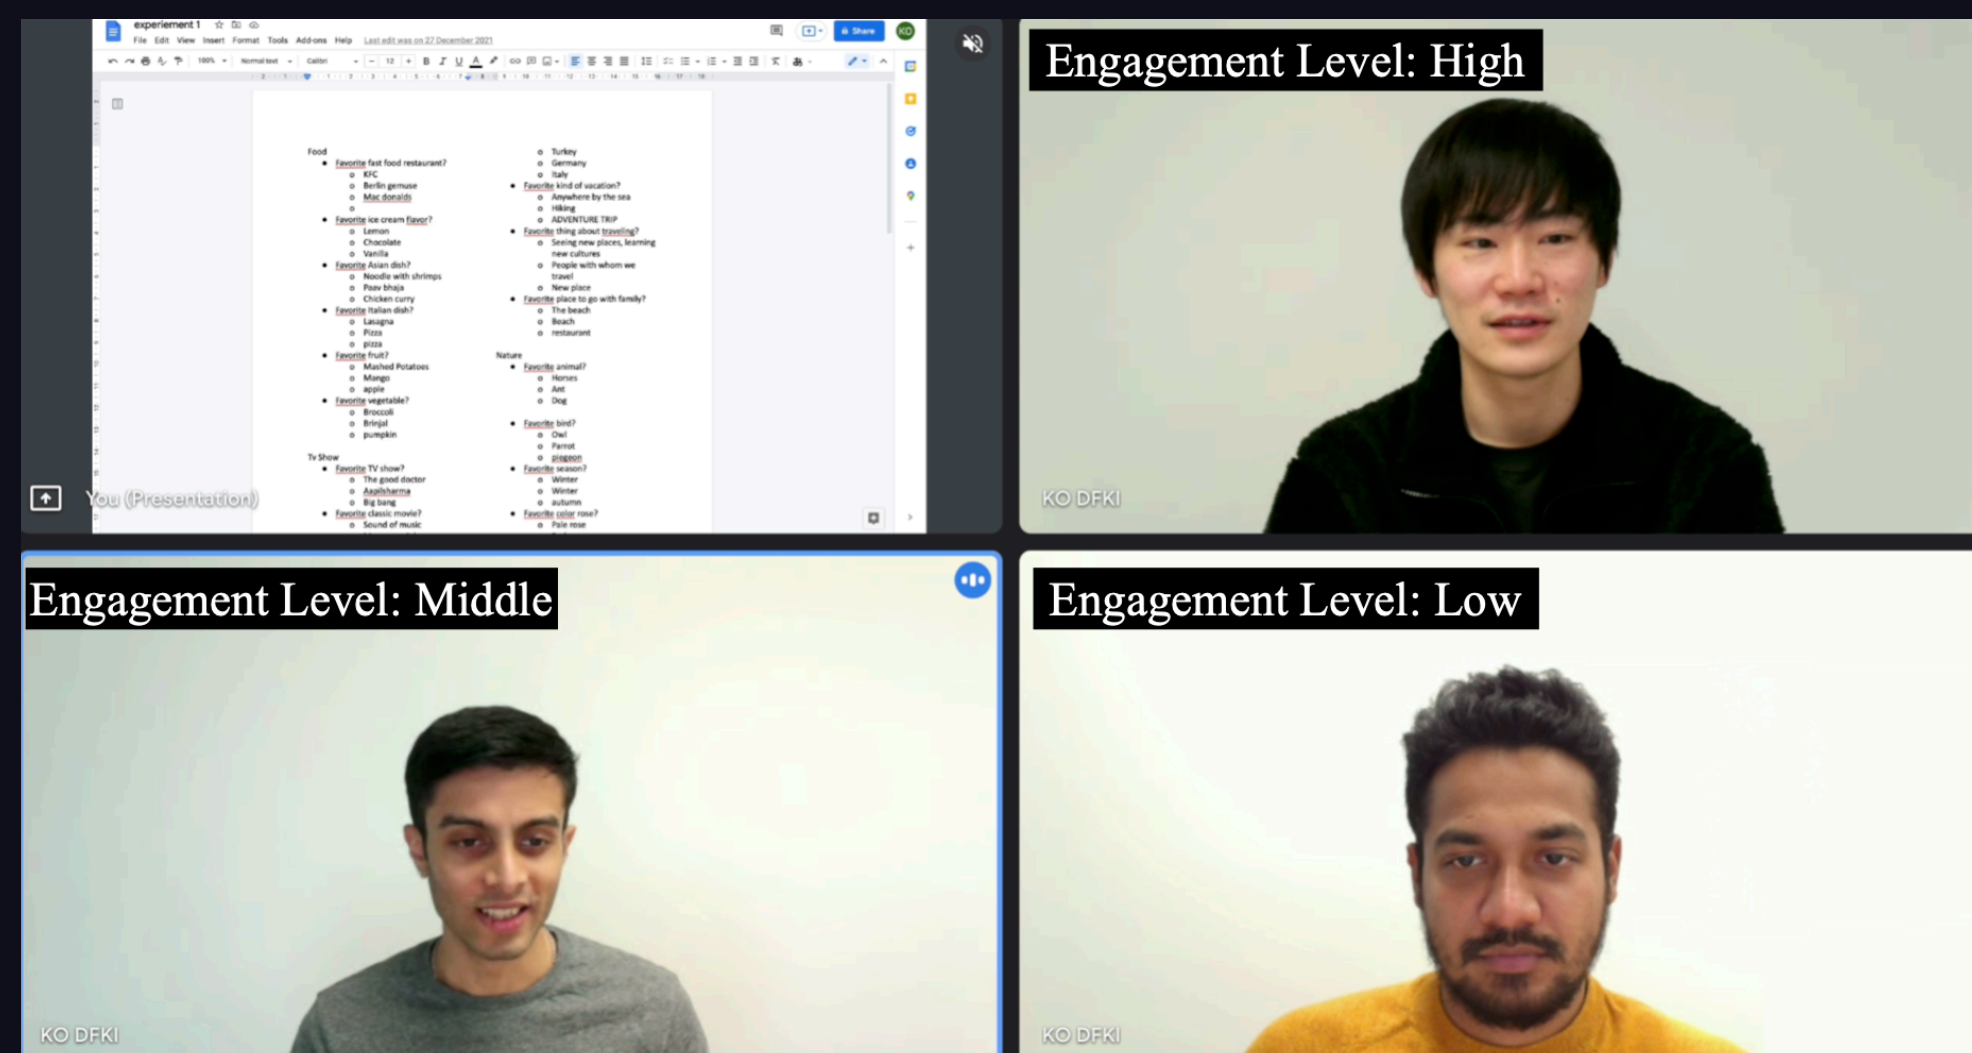 experiement 1
File Edit View Insert Format Tools Add-ons Help Last edit was on 27 December 2021
Share
KO
100% Normal text Calibri 12 B I U A
Food
Favorite fast food restaurant?
KFC
Berlin gemuse
Mac donalds
Favorite ice cream flavor?
Lemon
Chocolate
Vanilla
Favorite Asian dish?
Noodle with shrimps
Paav bhaja
Chicken curry
Favorite Italian dish?
Lasagna
Pizza
pizza
Favorite fruit?
Mashed Potatoes
Mango
apple
Favorite vegetable?
Broccoli
Brinjal
pumpkin
Tv Show
Favorite TV show?
The good doctor
Aapilsharma
Big bang
Favorite classic movie?
Sound of music
Turkey
Germany
Italy
Favorite kind of vacation?
Anywhere by the sea
Hiking
ADVENTURE TRIP
Favorite thing about traveling?
Seeing new places, learning
new cultures
People with whom we
travel
New place
Favorite place to go with family?
The beach
Beach
restaurant
Nature
Favorite animal?
Horses
Ant
Dog
Favorite bird?
Owl
Parrot
piegeon
Favorite season?
Winter
Winter
autumn
Favorite color rose?
Pale rose
You (Presentation)
Engagement Level: High
KO DFKI
Engagement Level: Middle
KO DFKI
Engagement Level: Low
KO DFKI